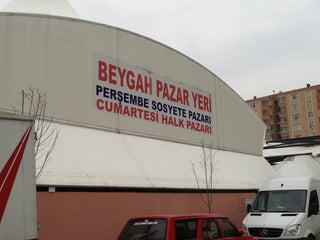 BEYGAH PAZAR YERİ
PERŞEMBE SOSYETE PAZARI
CUMARTESİ HALK PAZARI